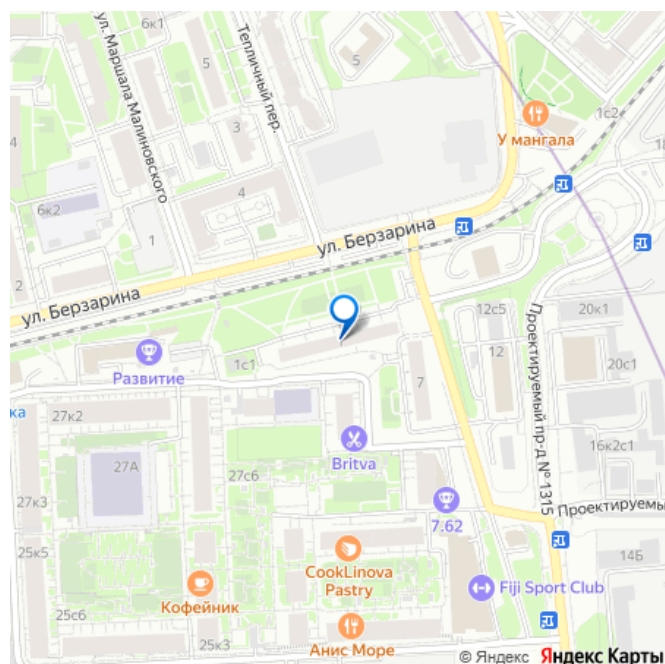 ул. Маршала Малиновского
Тепличный пер.
5
5
3
4
6к2
1
2
1с2
У мангала
18
ул. Берзарина
ул. Берзарина
12с5
20к1
12
20с1
Проектируемый пр-д № 1315
Развитие
1с1
7
ка
27к2
27А
27с6
Britva
16к2с1
27к3
7.62
Проектируемы
25к5
CookLinova
Pastry
14Б
Кофейник
Fiji Sport Club
25с6
25к3
Анис Море
© Яндекс Яндекс Карты